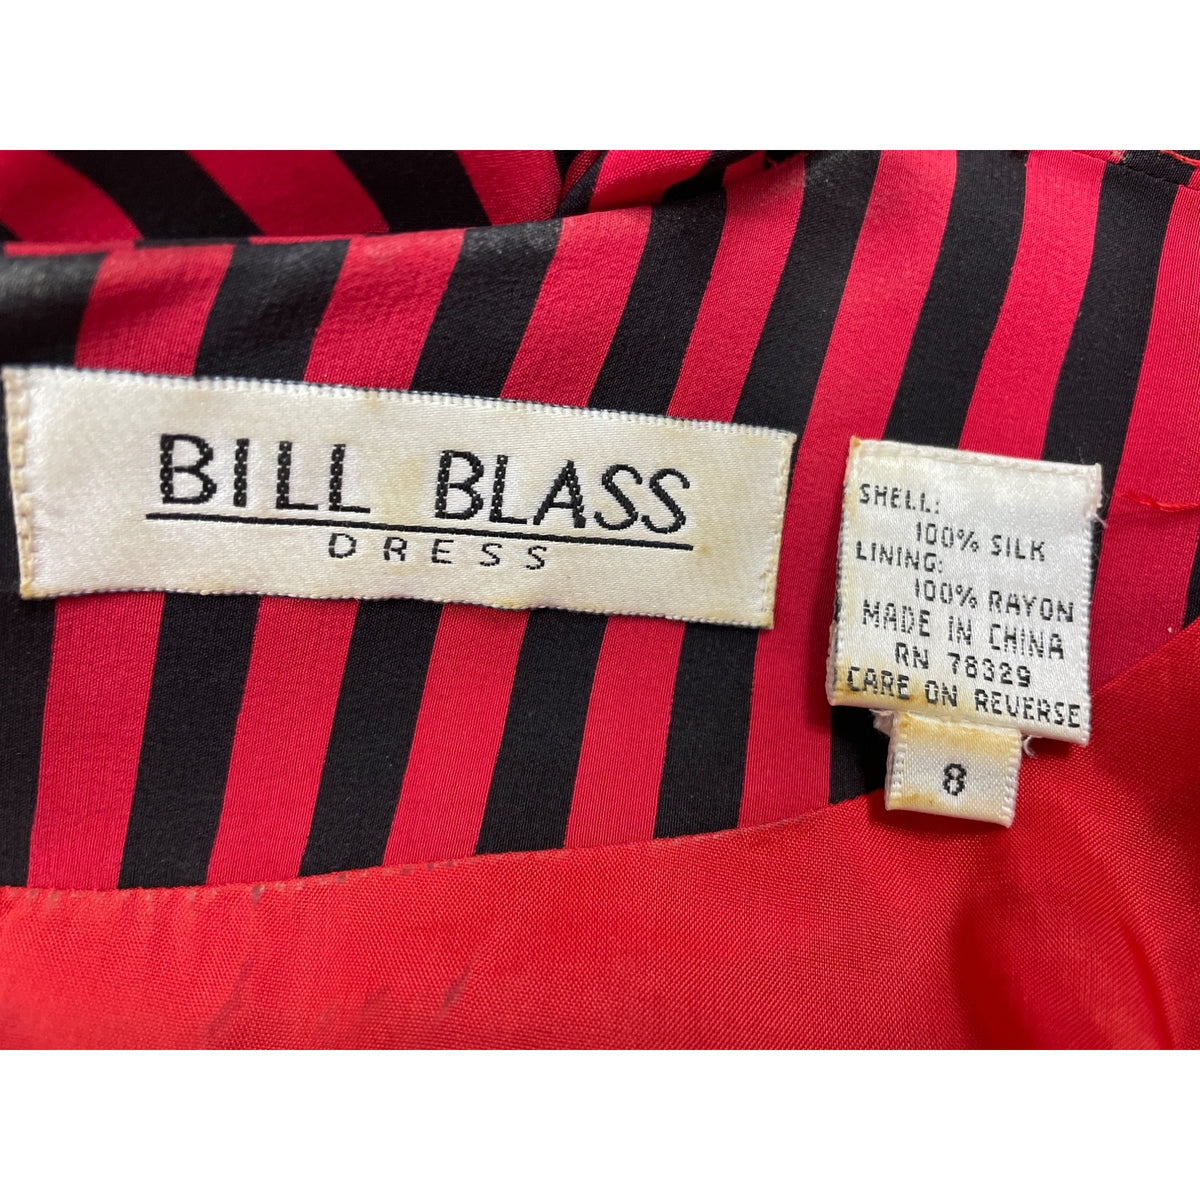 BILL BLASS
DRESS
SHELL:
100% SILK
LINING:
100% RAYON
MADE IN CHINA
RN 78329
CARE ON REVERSE
8